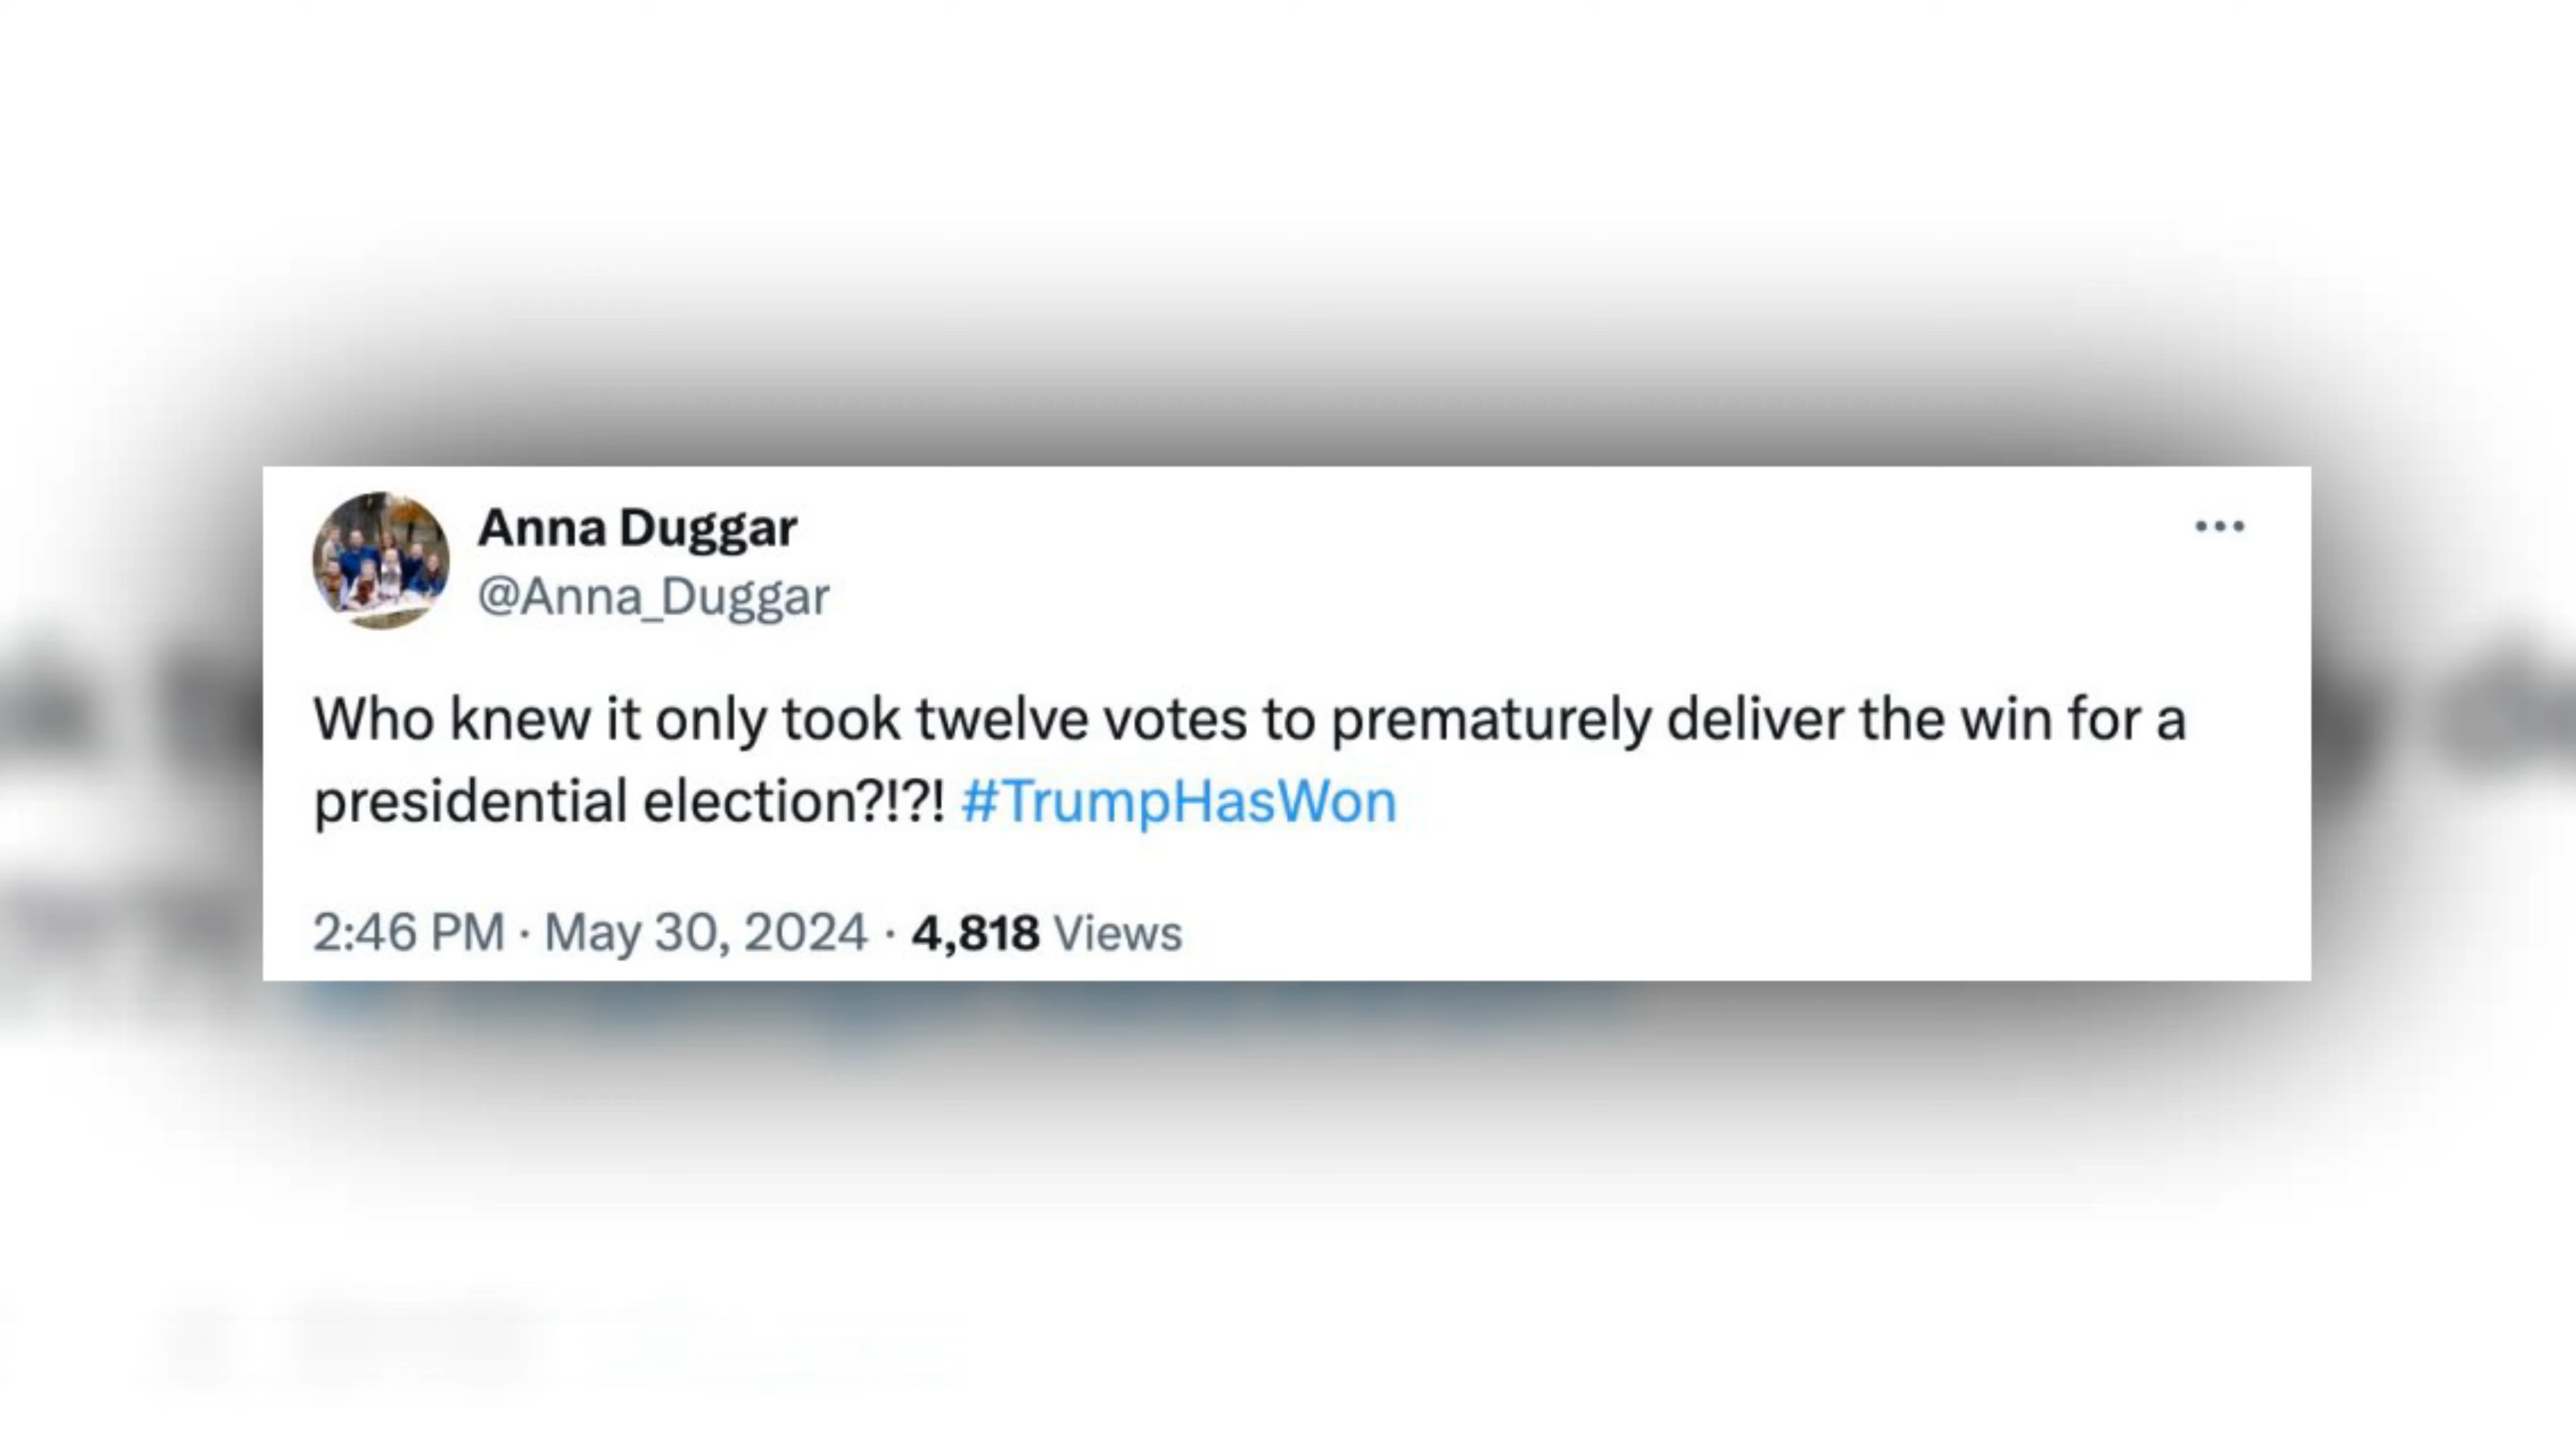 Anna Duggar
@Anna_Duggar
Who knew it only took twelve votes to prematurely deliver the win for a
presidential election?!?! #TrumpHasWon
2:46 PM · May 30, 2024 · 4,818 Views